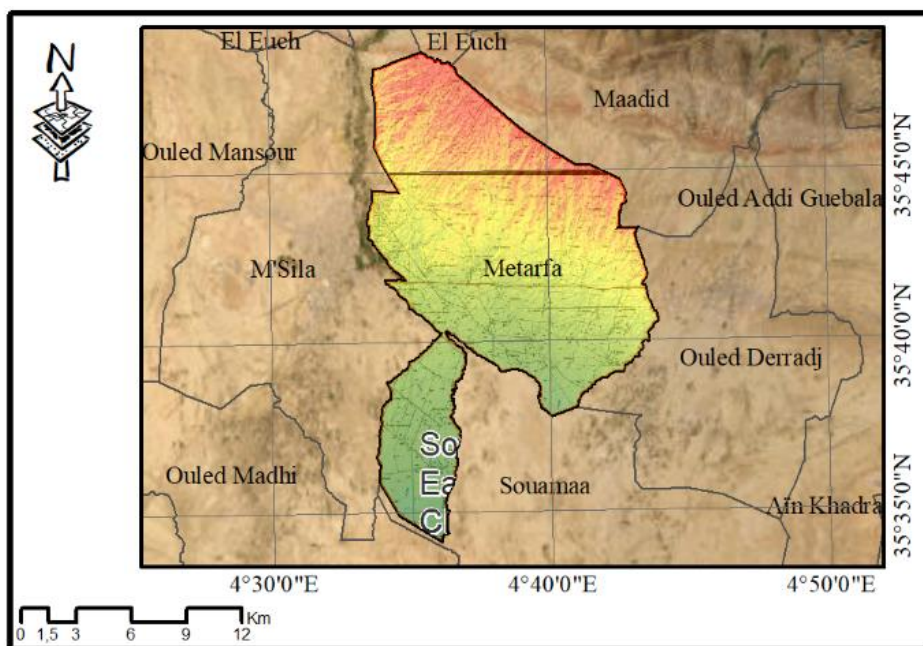 N
El Euch
El Euch
Maadid
Ouled Mansour
Ouled Addi Guebala
M'Sila
Metarfa
Ouled Derradj
Ouled Madhi
So
Ea
Souamaa
Aïn Khadra
35°45'0"N
35°40'0"N
35°35'0"N
4°30'0"E
4°40'0"E
4°50'0"E
Km
0 1,5 3 6 9 12